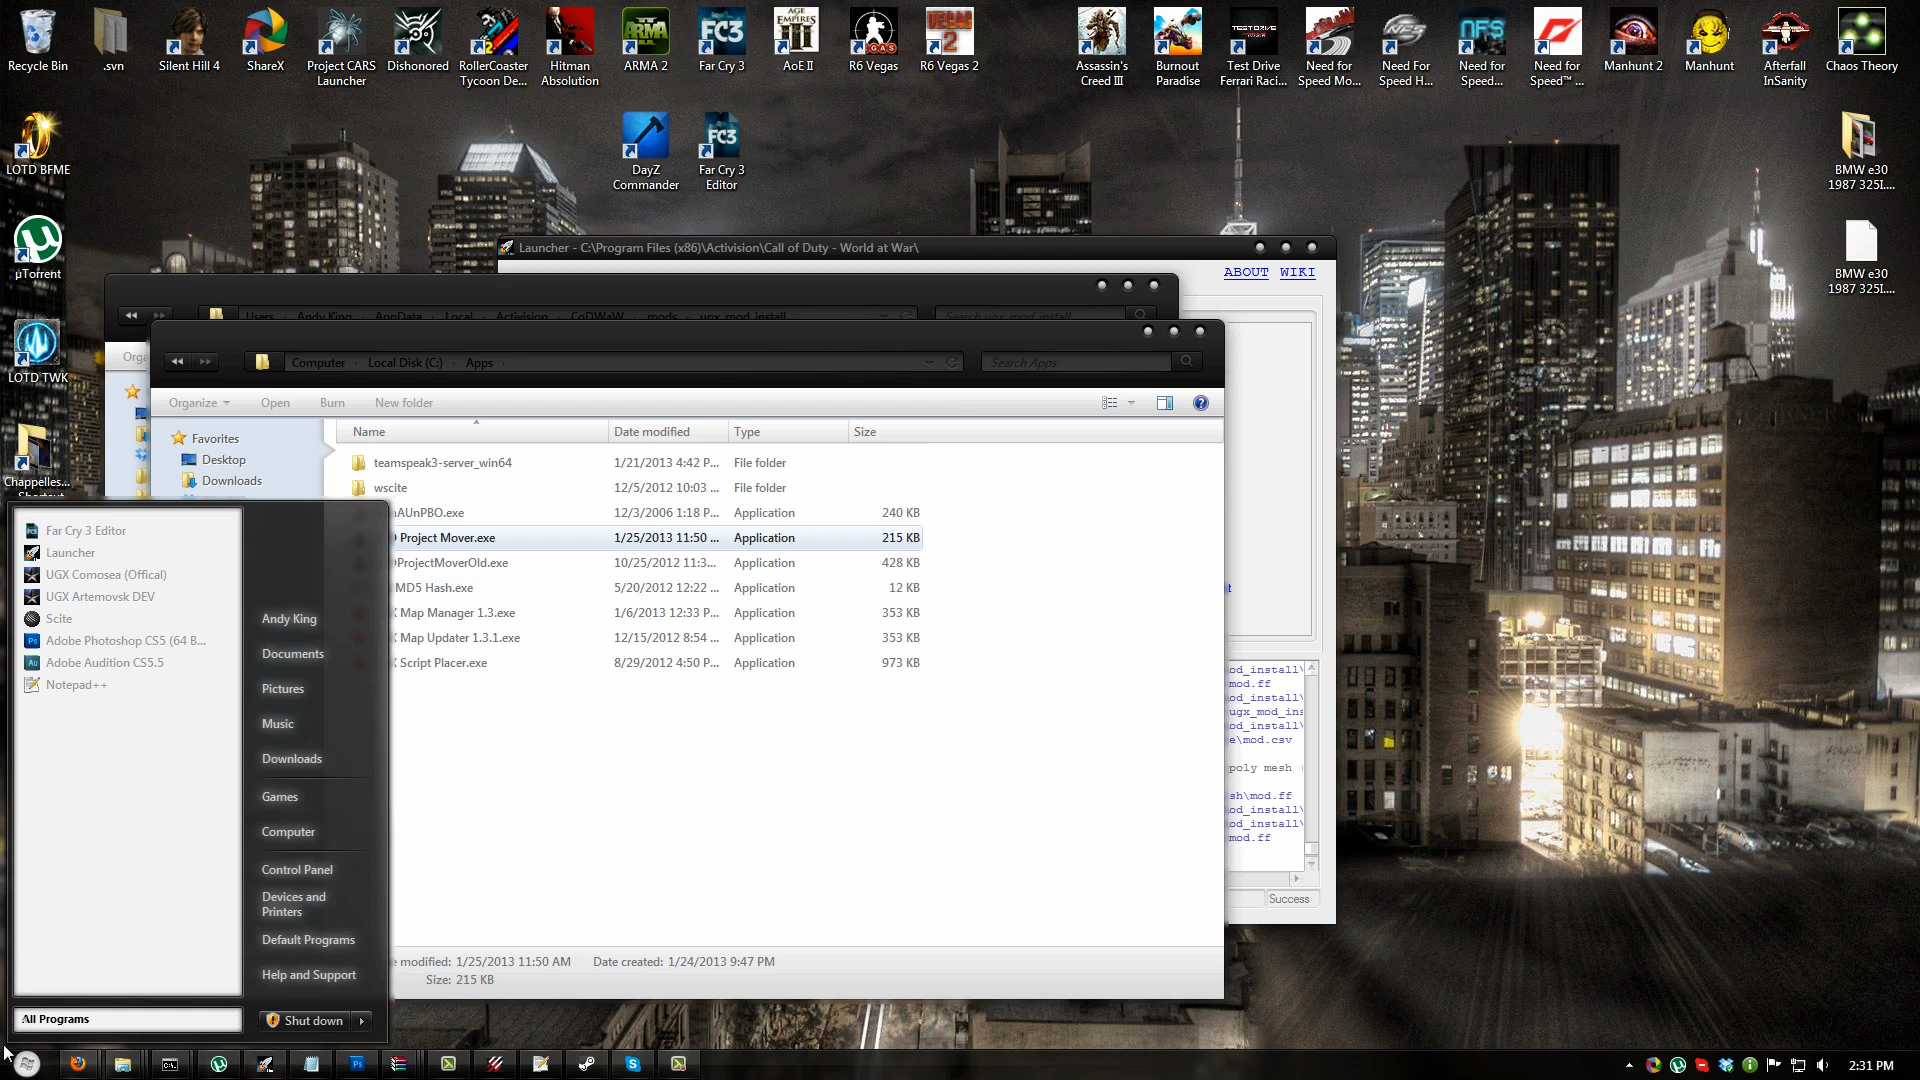 Recycle Bin
.svn
Silent Hill 4
ShareX
Project CARS
Launcher
Dishonored
RollerCoaster
Tycoon De...
Hitman
Absolution
ARMA 2
Far Cry 3
AoE II
R6 Vegas
R6 Vegas 2
Assassin's
Creed III
Burnout
Paradise
Test Drive
Ferrari Raci...
Need for
Speed Mo...
Need For
Speed H...
Need for
Speed...
Need for
Speed™ ...
Manhunt 2
Manhunt
Afterfall
InSanity
Chaos Theory
LOTD BFME
DayZ
Commander
Far Cry 3
Editor
BMW e30
1987 325I....
µTorrent
BMW e30
1987 325I....
LOTD TWK
Chappelles...
Launcher - C:\Program Files (x86)\Activision\Call of Duty - World at War\
ABOUT WIKI
Users Andy King AppData Local Activision CoDWaW mods ugx_mod_install
Search ugx_mod_install
Computer Local Disk (C:) Apps
Search Apps
Organize Open Burn New folder
Name Date modified Type Size
Favorites
Desktop
Downloads
teamspeak3-server_win64 1/21/2013 4:42 P... File folder
wscite 12/5/2012 10:03 ... File folder
AUnPBO.exe 12/3/2006 1:18 P... Application 240 KB
Project Mover.exe 1/25/2013 11:50 ... Application 215 KB
ProjectMoverOld.exe 10/25/2012 11:3... Application 428 KB
MD5 Hash.exe 5/20/2012 12:22 ... Application 12 KB
X Map Manager 1.3.exe 1/6/2013 12:33 P... Application 353 KB
X Map Updater 1.3.1.exe 12/15/2012 8:54 ... Application 353 KB
X Script Placer.exe 8/29/2012 4:50 P... Application 973 KB
modified: 1/25/2013 11:50 AM Date created: 1/24/2013 9:47 PM
Size: 215 KB
od_install\
mod.ff
od_install\
ugx_mod_ins
od_install\
e\mod.csv
poly mesh
sh\mod.ff
od_install\
od_install\
mod.ff
Success
Far Cry 3 Editor
Launcher
UGX Comosea (Offical)
UGX Artemovsk DEV
Scite
Adobe Photoshop CS5 (64 B...
Adobe Audition CS5.5
Notepad++
All Programs
Andy King
Documents
Pictures
Music
Downloads
Games
Computer
Control Panel
Devices and
Printers
Default Programs
Help and Support
Shut down
2:31 PM